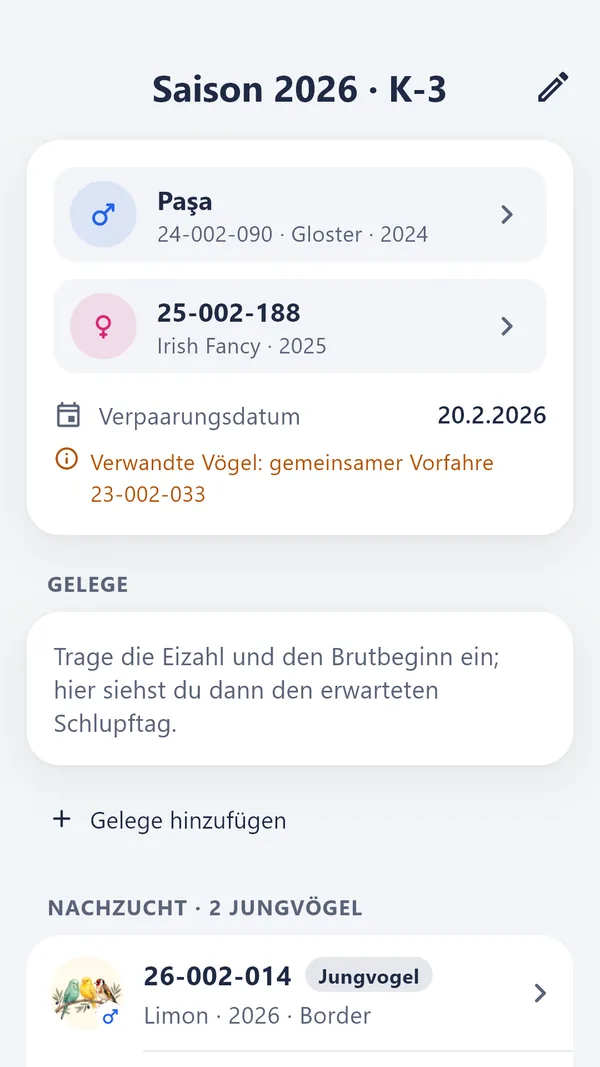 Saison 2026 · K-3
Paşa
24-002-090 · Gloster · 2024
25-002-188
Irish Fancy · 2025
Verpaarungsdatum 20.2.2026
Verwandte Vögel: gemeinsamer Vorfahre
23-002-033
GELEGE
Trage die Eizahl und den Brutbeginn ein;
hier siehst du dann den erwarteten
Schlupftag.
+ Gelege hinzufügen
NACHZUCHT · 2 JUNGVÖGEL
26-002-014 Jungvogel
Limon · 2026 · Border